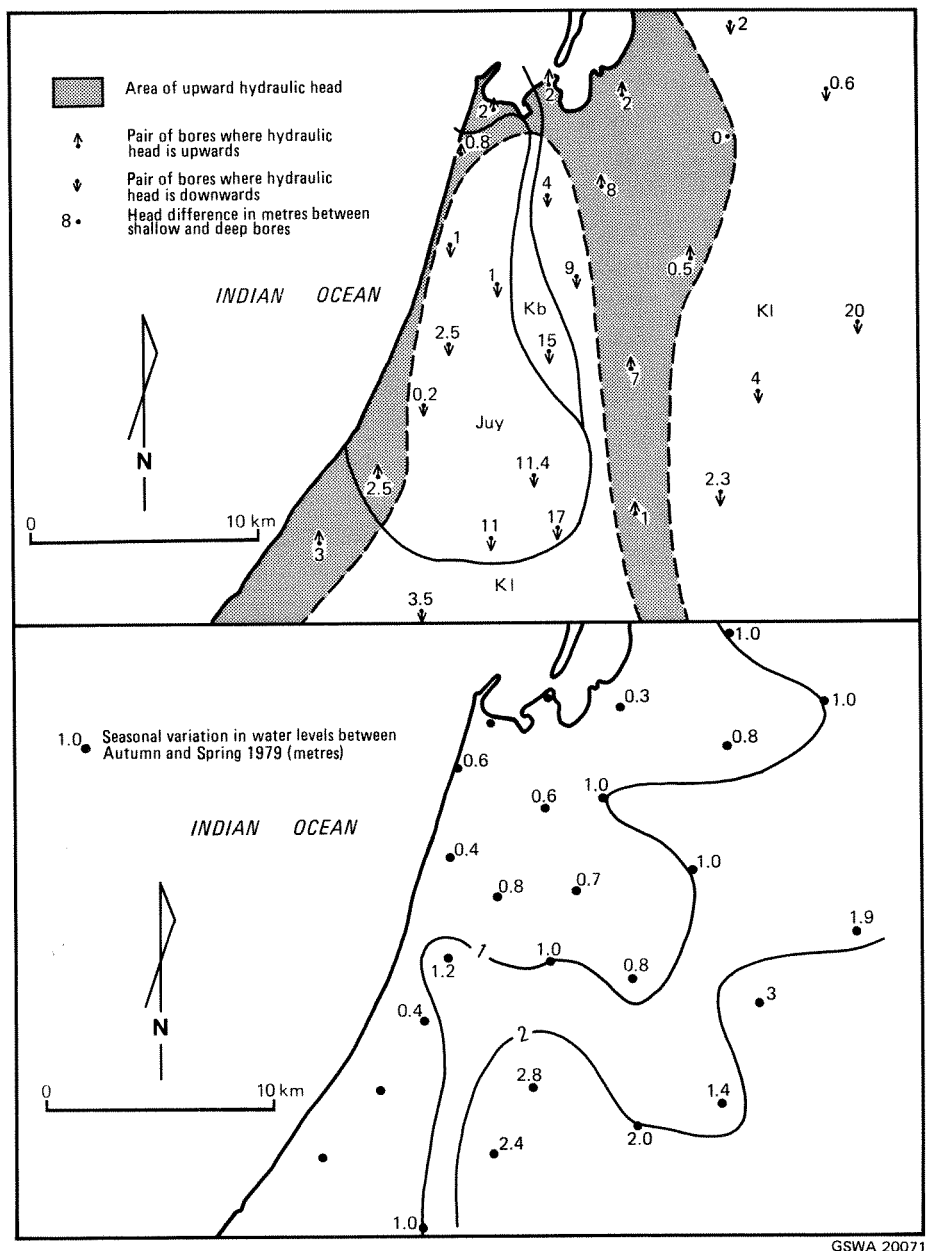 Area of upward hydraulic head
Pair of bores where hydraulic
head is upwards
Pair of bores where hydraulic
head is downwards
8 • Head difference in metres between
shallow and deep bores
INDIAN OCEAN
N
0 10 km
2
0.6
2
2
2
0
0.8
8
4
1
0.5
1
9
Kb
Kl
20
2.5
15
7
4
0.2
Juy
11.4
2.5
2.3
11
17
1
3
Kl
3.5
1.0 Seasonal variation in water levels between
Autumn and Spring 1979 (metres)
INDIAN OCEAN
N
0 10 km
1.0
0.3
1.0
0.8
0.6
1.0
0.6
0.4
1.0
0.8
0.7
1.9
1
1.0
1.2
0.8
3
0.4
2
2.8
1.4
2.0
2.4
1.0
GSWA 20071